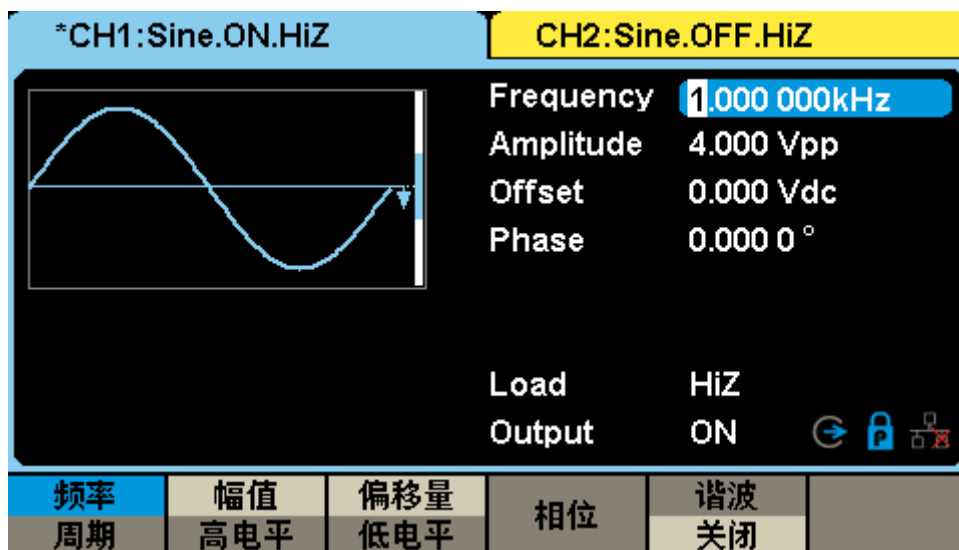 *CH1:Sine.ON.HiZ CH2:Sine.OFF.HiZ
Frequency 1.000 000kHz
Amplitude 4.000 Vpp
Offset 0.000 Vdc
Phase 0.000 0 °
Load HiZ
Output ON P
频率 幅值 偏移量 相位 谐波
周期 高电平 低电平 关闭